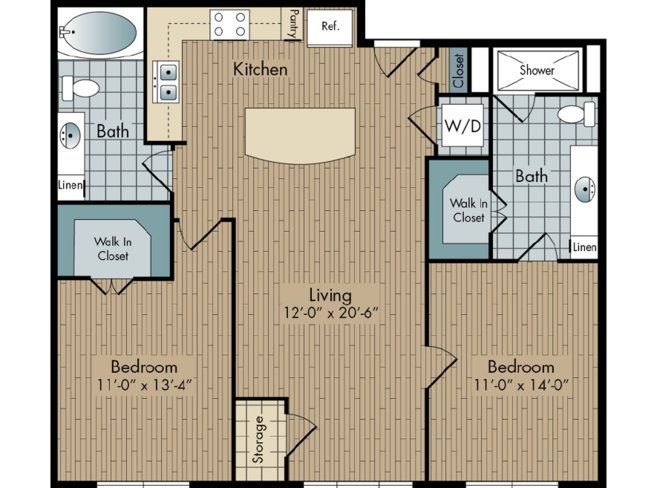 Pantry
Ref.
Kitchen
Closet
Shower
Bath
W/D
Linen
Bath
Walk In
Closet
Walk In
Closet
Linen
Living
12'-0" x 20'-6"
Bedroom
11'-0" x 13'-4"
Bedroom
11'-0" x 14'-0"
Storage